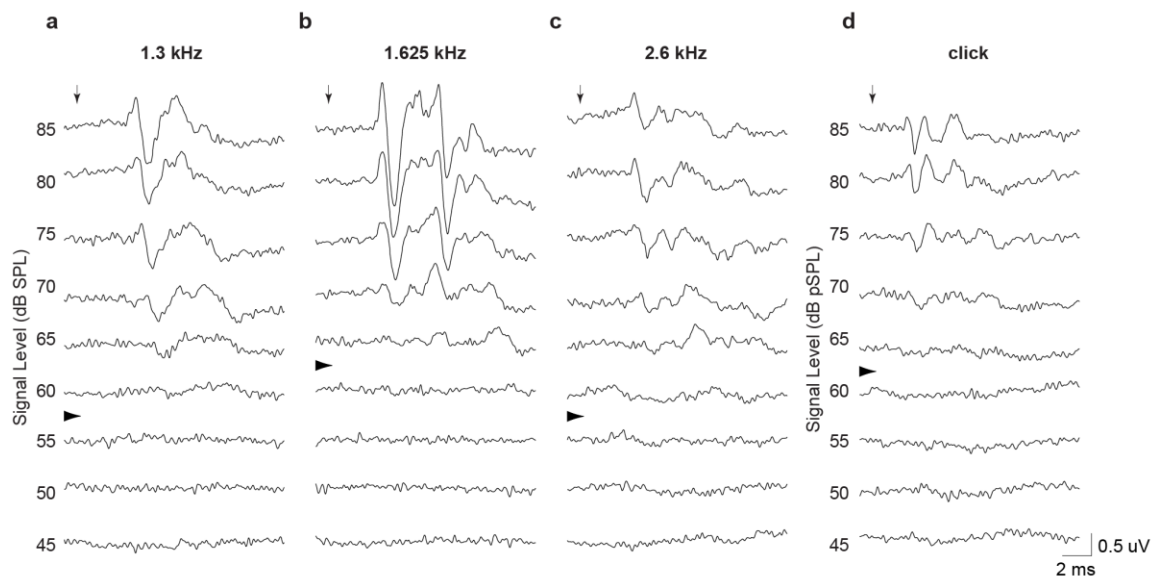 a
b
c
d
1.3 kHz
1.625 kHz
2.6 kHz
click
Signal Level (dB SPL)
85
80
75
70
65
60
55
50
45
Signal Level (dB pSPL)
85
80
75
70
65
60
55
50
45
0.5 uV
2 ms